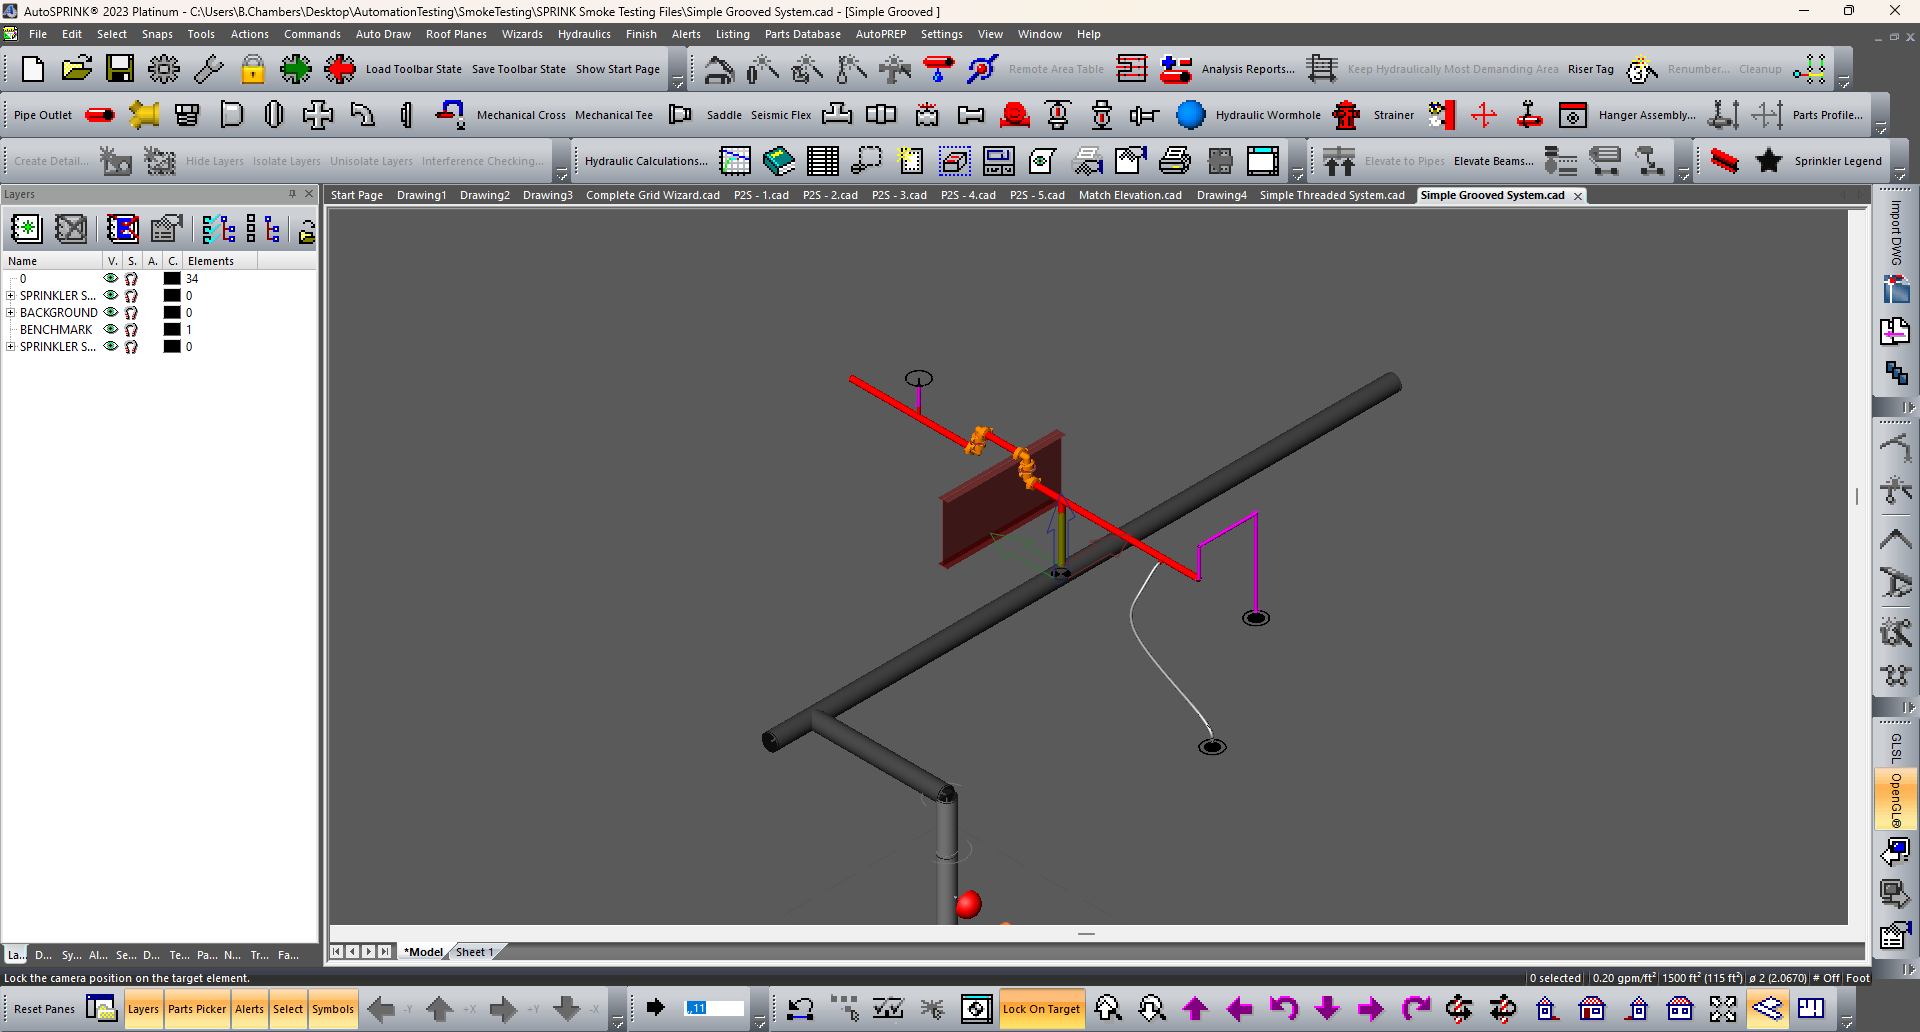 AutoSPRINK® 2023 Platinum - C:\Users\B.Chambers\Desktop\AutomationTesting\SmokeTesting\SPRINK Smoke Testing Files\Simple Grooved System.cad - [Simple Grooved ]
File Edit Select Snaps Tools Actions Commands Auto Draw Roof Planes Wizards Hydraulics Finish Alerts Listing Parts Database AutoPREP Settings View Window Help
Load Toolbar State Save Toolbar State Show Start Page Remote Area Table Analysis Reports... Keep Hydraulically Most Demanding Area Riser Tag Renumber... Cleanup
Pipe Outlet Mechanical Cross Mechanical Tee Saddle Seismic Flex Hydraulic Wormhole Strainer Hanger Assembly... Parts Profile...
Create Detail... Hide Layers Isolate Layers Unisolate Layers Interference Checking... Hydraulic Calculations... Elevate to Pipes Elevate Beams... Sprinkler Legend
Layers
Start Page Drawing1 Drawing2 Drawing3 Complete Grid Wizard.cad P2S - 1.cad P2S - 2.cad P2S - 3.cad P2S - 4.cad P2S - 5.cad Match Elevation.cad Drawing4 Simple Threaded System.cad Simple Grooved System.cad
Name V. S. A. C. Elements
0 34
SPRINKLER S... 0
BACKGROUND 0
BENCHMARK 1
SPRINKLER S... 0
Import DWG
GLSL
OpenGL®
*Model Sheet 1
La... D... Sy... Al... Se... D... Te... Pa... N... Tr... Fa...
Lock the camera position on the target element.
0 selected 0.20 gpm/ft² 1500 ft² (115 ft²) ø 2 (2.0670) # Off Foot
Reset Panes Layers Parts Picker Alerts Select Symbols -Y +X +Y -X ,,11 Lock On Target